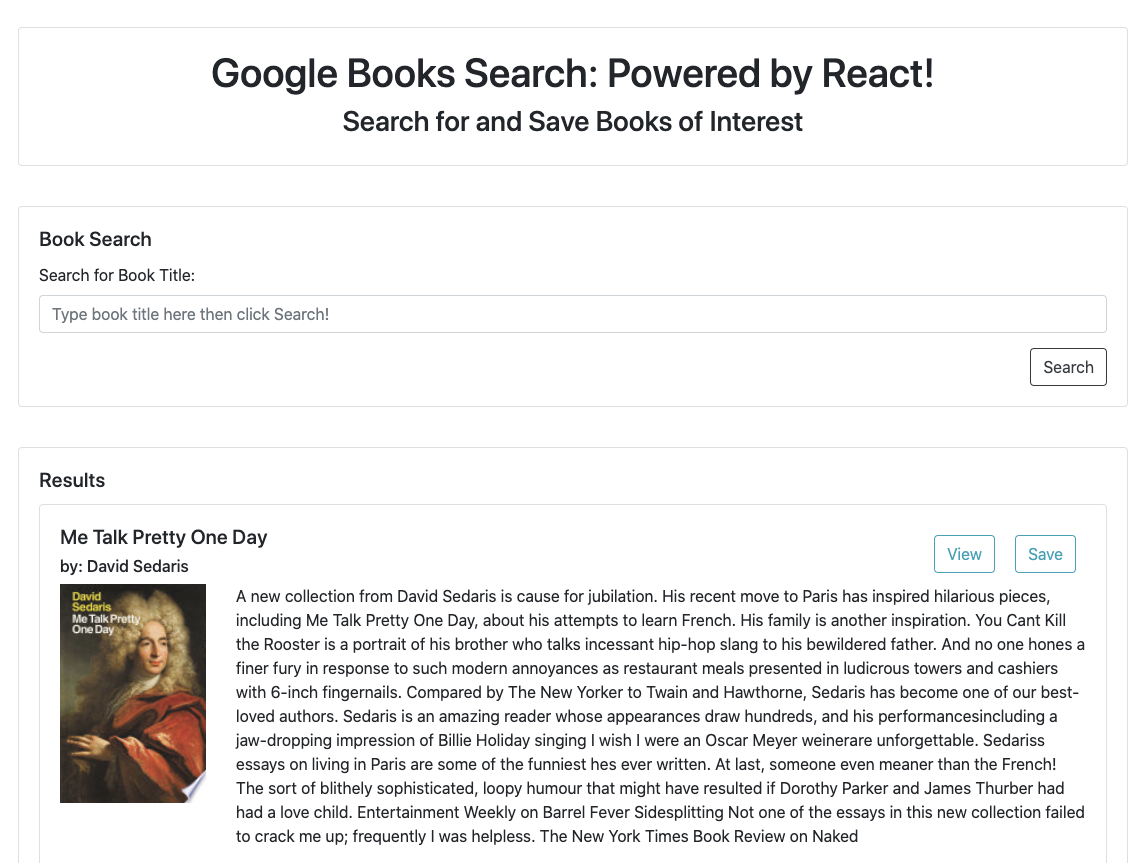 Google Books Search: Powered by React!
Search for and Save Books of Interest
Book Search
Search for Book Title:
Type book title here then click Search!
Search
Results
Me Talk Pretty One Day
by: David Sedaris
View
Save
David
Sedaris
Me Talk Pretty
One Day
A new collection from David Sedaris is cause for jubilation. His recent move to Paris has inspired hilarious pieces,
including Me Talk Pretty One Day, about his attempts to learn French. His family is another inspiration. You Cant Kill
the Rooster is a portrait of his brother who talks incessant hip-hop slang to his bewildered father. And no one hones a
finer fury in response to such modern annoyances as restaurant meals presented in ludicrous towers and cashiers
with 6-inch fingernails. Compared by The New Yorker to Twain and Hawthorne, Sedaris has become one of our best-
loved authors. Sedaris is an amazing reader whose appearances draw hundreds, and his performancesincluding a
jaw-dropping impression of Billie Holiday singing I wish I were an Oscar Meyer weinerare unforgettable. Sedariss
essays on living in Paris are some of the funniest hes ever written. At last, someone even meaner than the French!
The sort of blithely sophisticated, loopy humour that might have resulted if Dorothy Parker and James Thurber had
had a love child. Entertainment Weekly on Barrel Fever Sidesplitting Not one of the essays in this new collection failed
to crack me up; frequently I was helpless. The New York Times Book Review on Naked